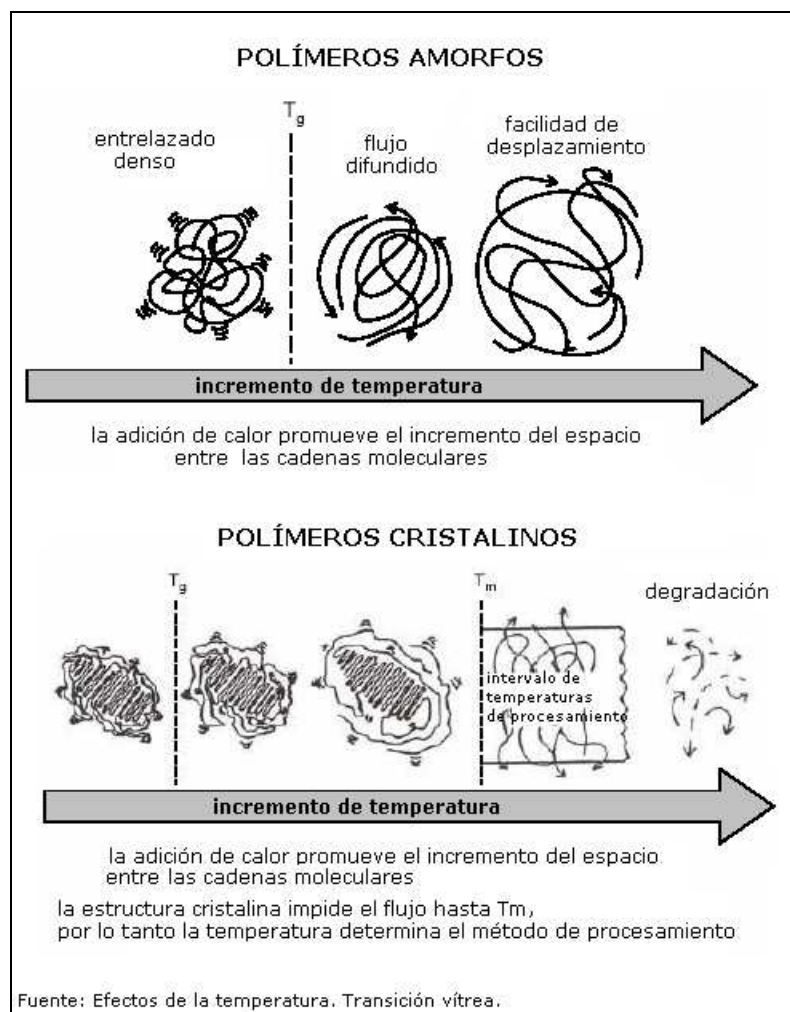 POLÍMEROS AMORFOS
entrelazado
denso
Tg
flujo
difundido
facilidad de
desplazamiento
incremento de temperatura
la adición de calor promueve el incremento del espacio
entre las cadenas moleculares
POLÍMEROS CRISTALINOS
Tg
Tm
degradación
intervalo de
temperaturas
de procesamiento
incremento de temperatura
la adición de calor promueve el incremento del espacio
entre las cadenas moleculares
la estructura cristalina impide el flujo hasta Tm,
por lo tanto la temperatura determina el método de procesamiento
Fuente: Efectos de la temperatura. Transición vítrea.